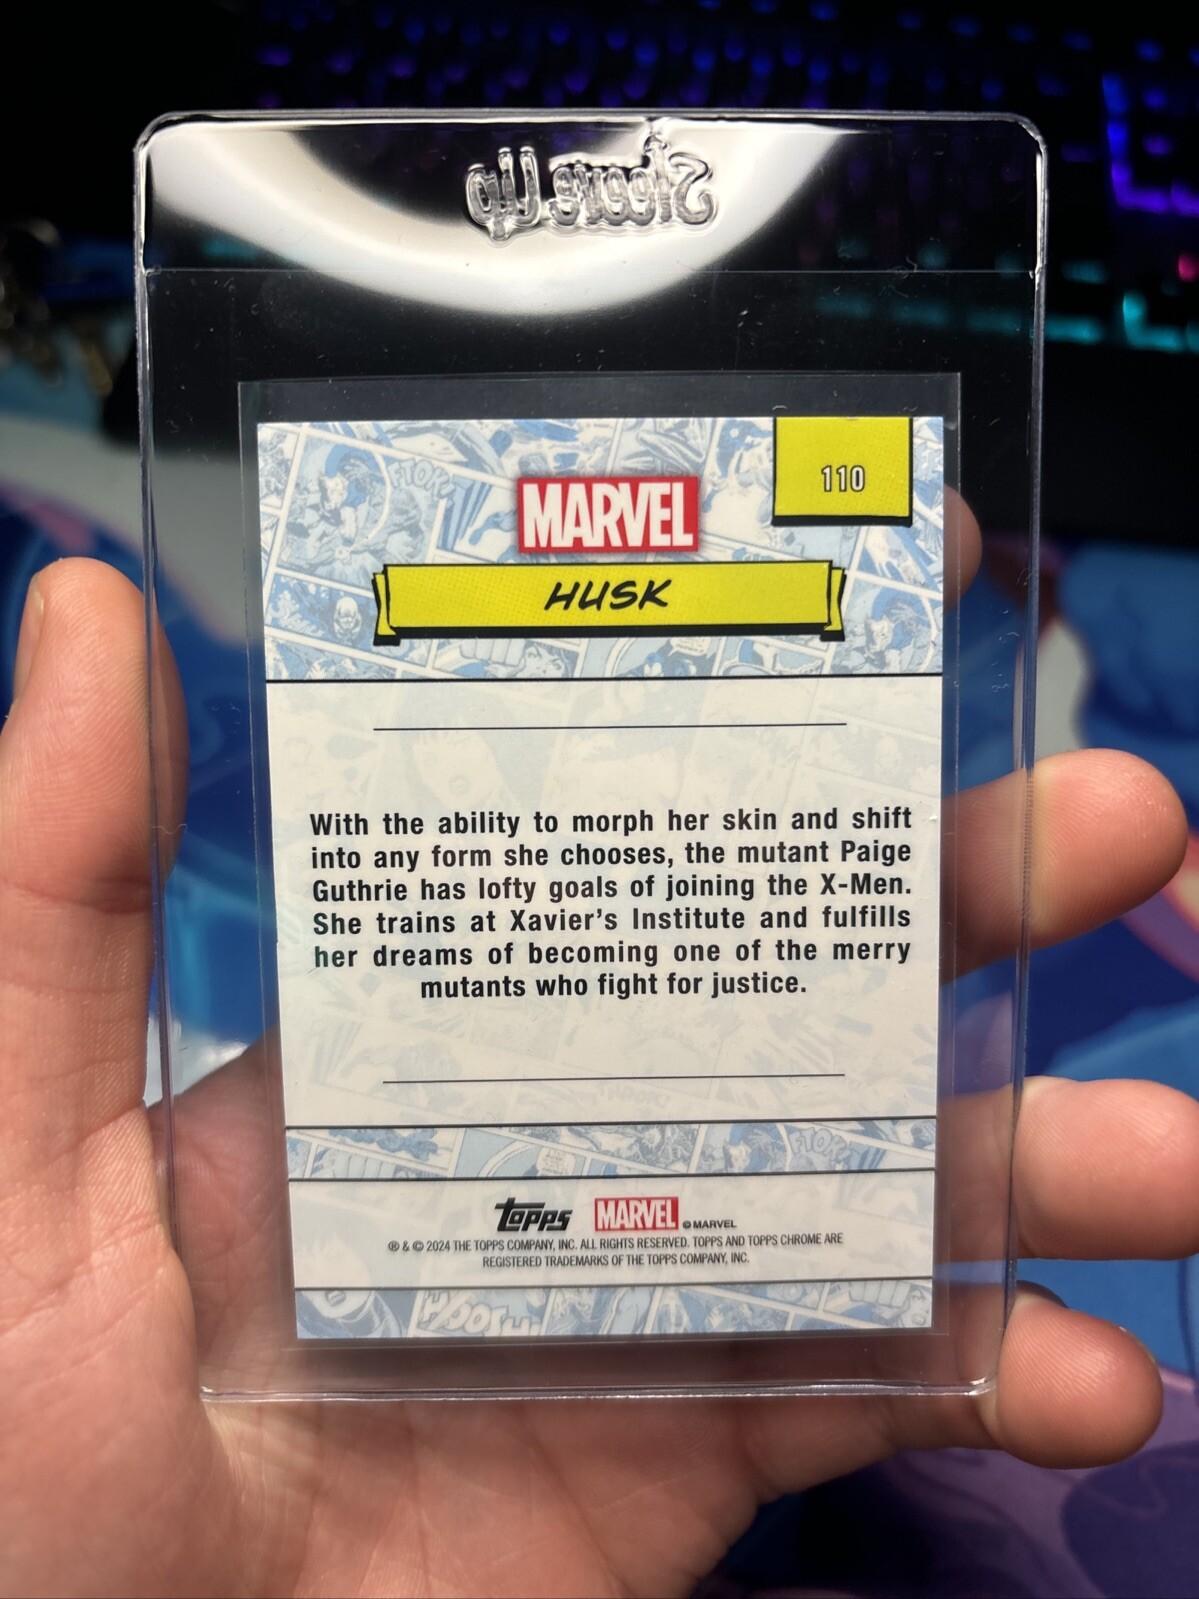 Sleeve Up
110
MARVEL
HUSK
With the ability to morph her skin and shift
into any form she chooses, the mutant Paige
Guthrie has lofty goals of joining the X-Men.
She trains at Xavier's Institute and fulfills
her dreams of becoming one of the merry
mutants who fight for justice.
FTOK!
topps MARVEL © MARVEL
® & © 2024 THE TOPPS COMPANY, INC. ALL RIGHTS RESERVED. TOPPS AND TOPPS CHROME ARE
REGISTERED TRADEMARKS OF THE TOPPS COMPANY, INC.